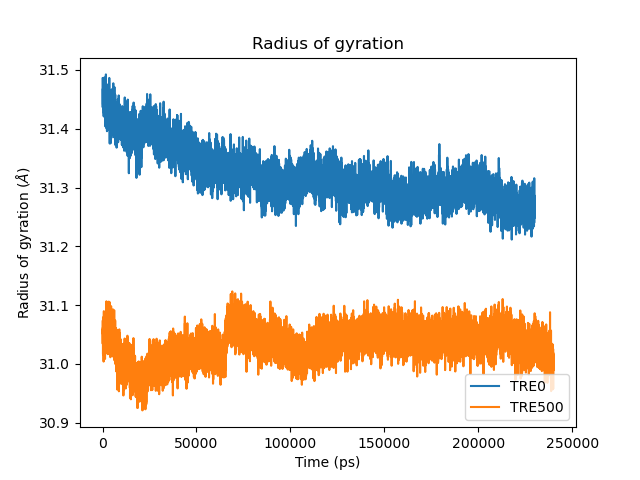 Radius of gyration
31.5
31.4
31.3
31.2
31.1
31.0
30.9
Radius of gyration (Å)
0
50000
100000
150000
200000
250000
Time (ps)
TRE0
TRE500